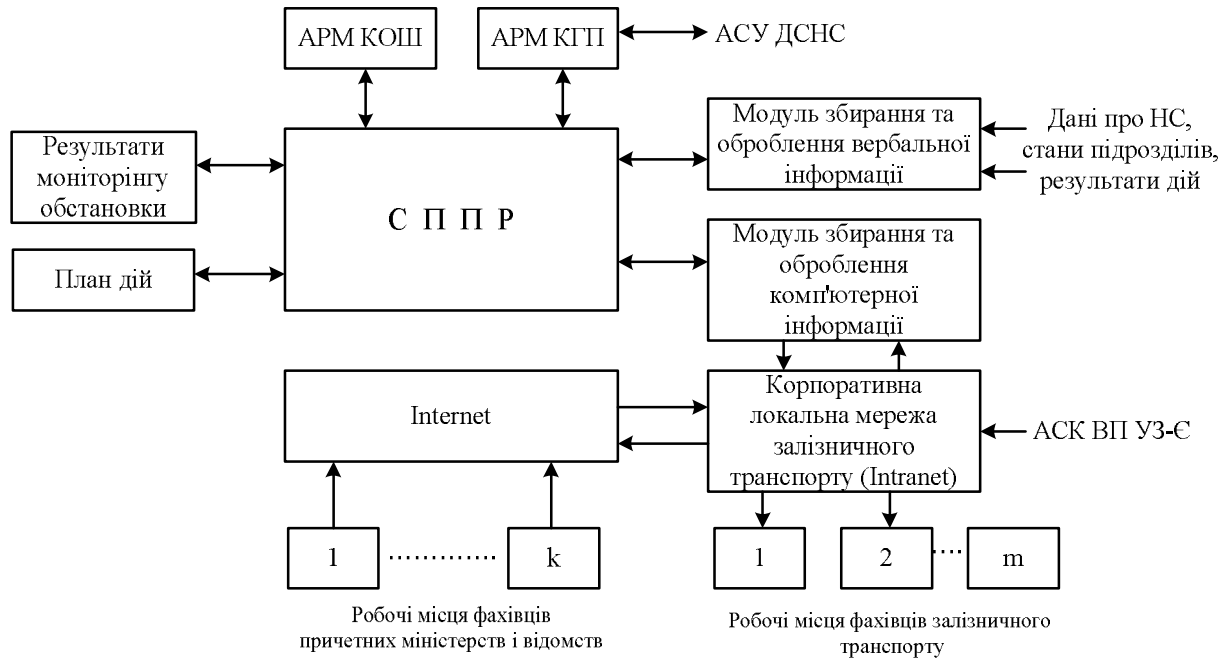 АРМ КОШ
АРМ КГП
АСУ ДСНС
Результати
моніторінгу
обстановки
План дій
С П П Р
Модуль збирання та
оброблення вербальної
інформації
Дані про НС,
стани підрозділів,
результати дій
Модуль збирання та
оброблення
комп'ютерної
інформації
Internet
Корпоративна
локальна мережа
залізничного
транспорту (Intranet)
АСК ВП УЗ-Є
1
k
1
2
m
Робочі місця фахівців
причетних міністерств і відомств
Робочі місця фахівців залізничного
транспорту